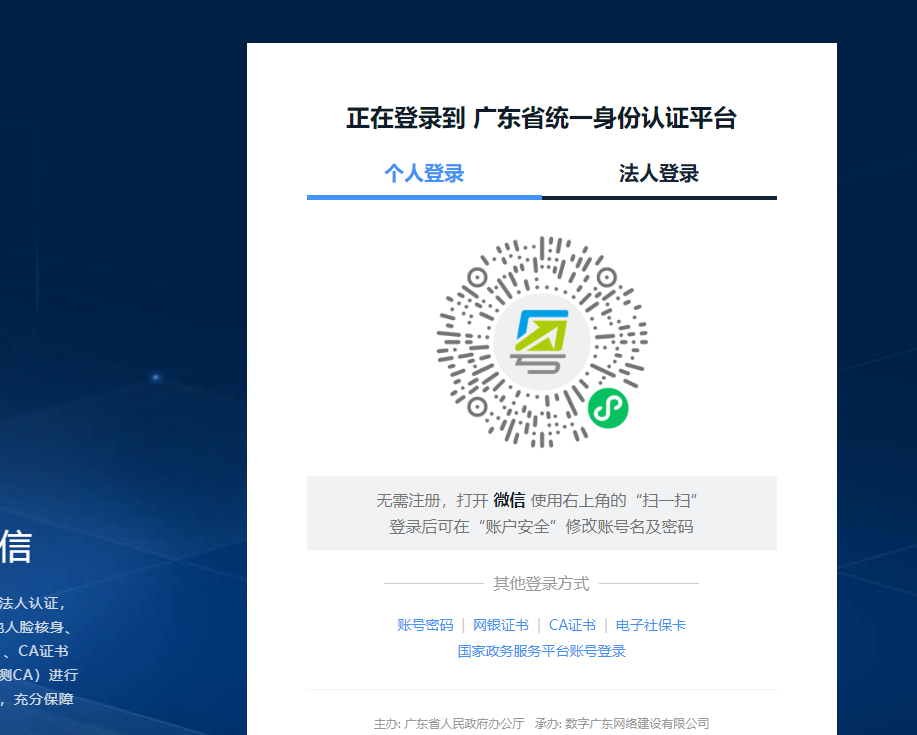 正在登录到 广东省统一身份认证平台
个人登录
法人登录
无需注册，打开 微信 使用右上角的“扫一扫”
登录后可在“账户安全”修改账号名及密码
其他登录方式
账号密码 | 网银证书 | CA证书 | 电子社保卡
国家政务服务平台账号登录
主办: 广东省人民政府办公厅 承办: 数字广东网络建设有限公司
信
法人认证，
他人脸核身、
）、CA证书
测CA）进行
，充分保障